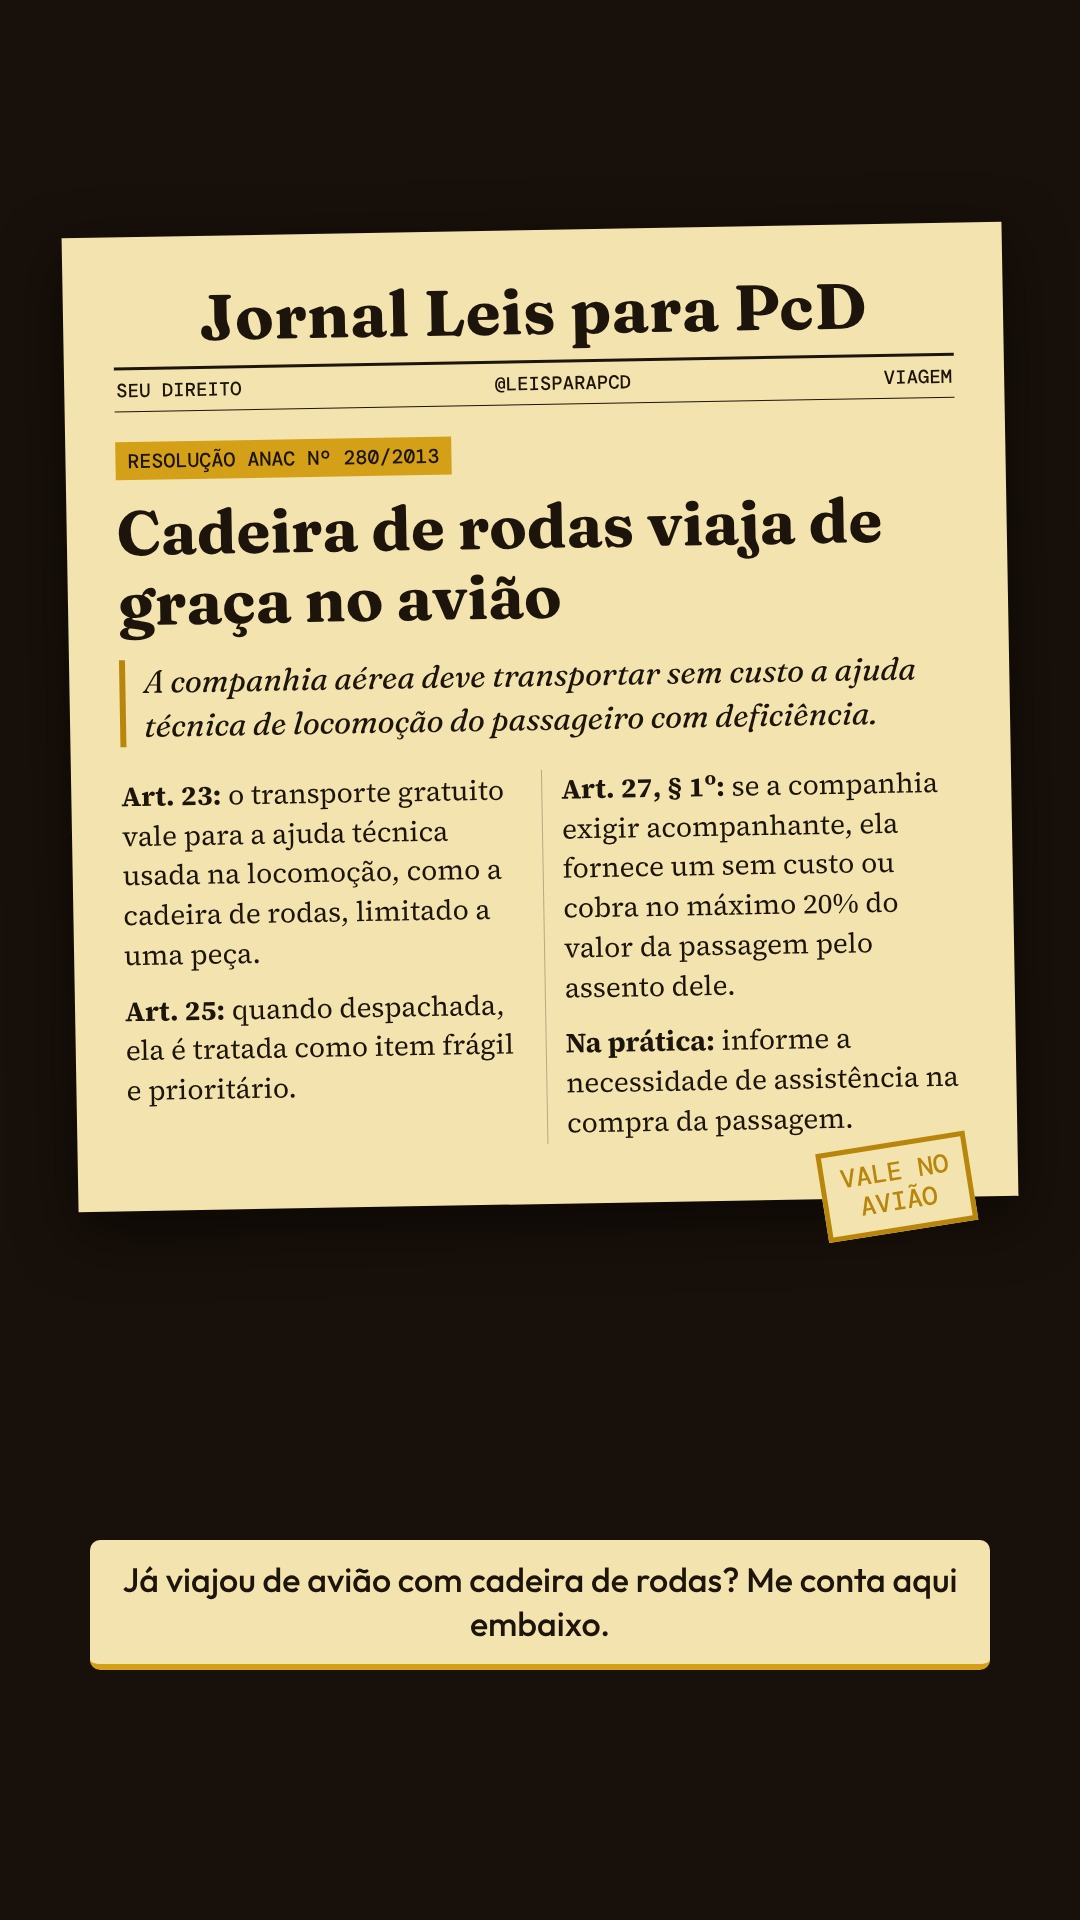 Jornal Leis para PcD
SEU DIREITO
@LEISPARAPCD
VIAGEM
RESOLUÇÃO ANAC Nº 280/2013
Cadeira de rodas viaja de
graça no avião
A companhia aérea deve transportar sem custo a ajuda
técnica de locomoção do passageiro com deficiência.
Art. 23: o transporte gratuito
vale para a ajuda técnica
usada na locomoção, como a
cadeira de rodas, limitado a
uma peça.
Art. 25: quando despachada,
ela é tratada como item frágil
e prioritário.
Art. 27, § 1º: se a companhia
exigir acompanhante, ela
fornece um sem custo ou
cobra no máximo 20% do
valor da passagem pelo
assento dele.
Na prática: informe a
necessidade de assistência na
compra da passagem.
VALE NO
AVIÃO
Já viajou de avião com cadeira de rodas? Me conta aqui
embaixo.